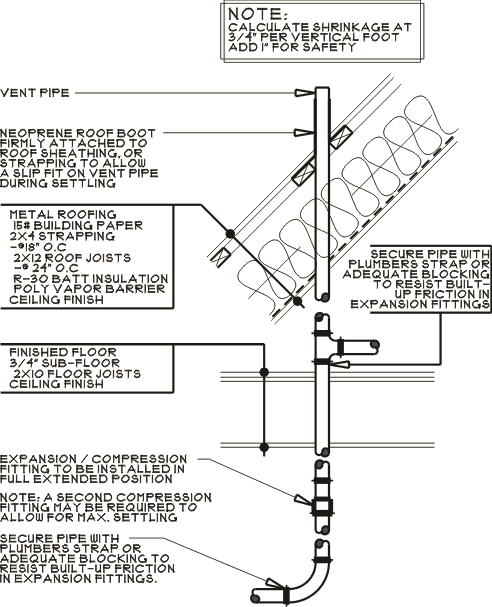 NOTE:
CALCULATE SHRINKAGE AT
3/4" PER VERTICAL FOOT
ADD 1" FOR SAFETY
VENT PIPE
NEOPRENE ROOF BOOT
FIRMLY ATTACHED TO
ROOF SHEATHING, OR
STRAPPING TO ALLOW
A SLIP FIT ON VENT PIPE
DURING SETTLING
METAL ROOFING
15# BUILDING PAPER
2X4 STRAPPING
-@18" O.C
2X12 ROOF JOISTS
-@ 24" O.C
R-30 BATT INSULATION
POLY VAPOR BARRIER
CEILING FINISH
SECURE PIPE WITH
PLUMBERS STRAP OR
ADEQUATE BLOCKING
TO RESIST BUILT-
UP FRICTION IN
EXPANSION FITTINGS
FINISHED FLOOR
3/4" SUB-FLOOR
2X10 FLOOR JOISTS
CEILING FINISH
EXPANSION / COMPRESSION
FITTING TO BE INSTALLED IN
FULL EXTENDED POSITION
NOTE: A SECOND COMPRESSION
FITTING MAY BE REQUIRED TO
ALLOW FOR MAX. SETTLING
SECURE PIPE WITH
PLUMBERS STRAP OR
ADEQUATE BLOCKING TO
RESIST BUILT-UP FRICTION
IN EXPANSION FITTINGS.